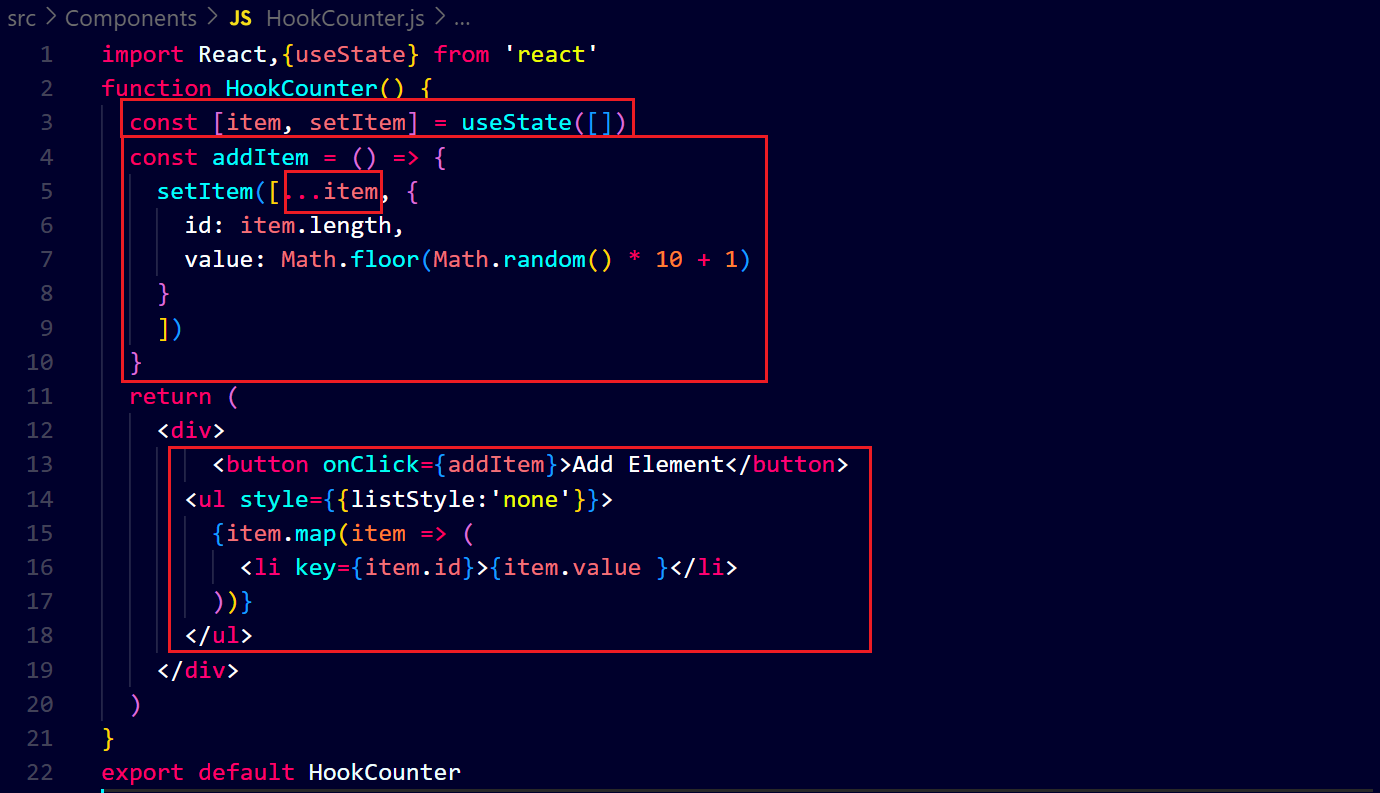 src > Components > JS HookCounter.js > ...
1 import React,{useState} from 'react'
2 function HookCounter() {
3 const [item, setItem] = useState([])
4 const addItem = () => {
5 setItem([...item, {
6 id: item.length,
7 value: Math.floor(Math.random() * 10 + 1)
8 }
9 ])
10 }
11 return (
12 <div>
13 <button onClick={addItem}>Add Element</button>
14 <ul style={{listStyle:'none'}}>
15 {item.map(item => (
16 <li key={item.id}>{item.value }</li>
17 ))}
18 </ul>
19 </div>
20 )
21 }
22 export default HookCounter